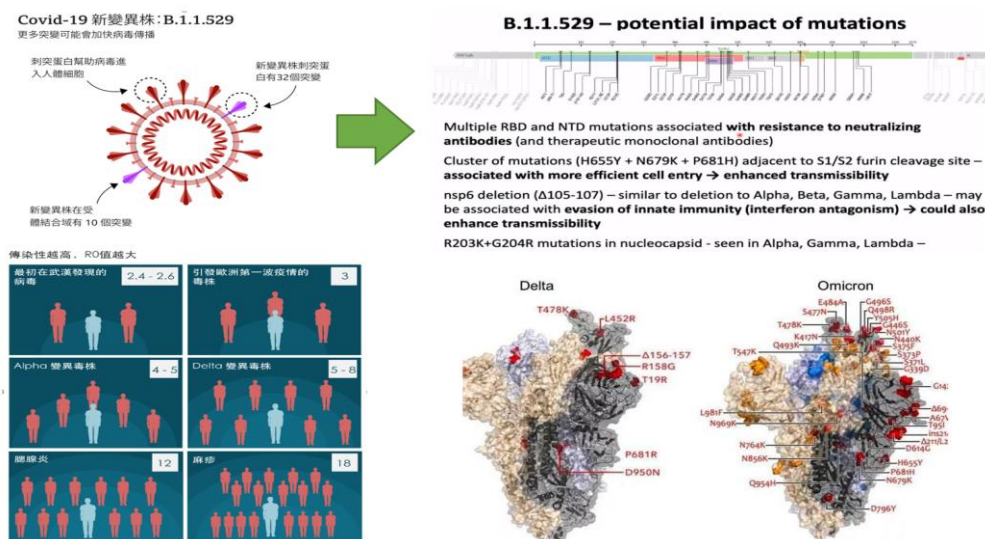 Covid-19 新變異株:B.1.1.529
更多突變可能會加快病毒傳播
刺突蛋白幫助病毒進
入人體細胞
新變異株刺突蛋
白有32個突變
新變異株在受
體結合域有 10 個突變
B.1.1.529 – potential impact of mutations
Multiple RBD and NTD mutations associated with resistance to neutralizing
antibodies (and therapeutic monoclonal antibodies)
Cluster of mutations (H655Y + N679K + P681H) adjacent to S1/S2 furin cleavage site –
associated with more efficient cell entry → enhanced transmissibility
nsp6 deletion (Δ105-107) – similar to deletion to Alpha, Beta, Gamma, Lambda – may
be associated with evasion of innate immunity (interferon antagonism) → could also
enhance transmissibility
R203K+G204R mutations in nucleocapsid - seen in Alpha, Gamma, Lambda –
傳染性越高，RO值越大
最初在武漢發現的
病毒
2.4 - 2.6
引發歐洲第一波疫情的
毒株
3
Alpha 變異毒株
4 - 5
Delta 變異毒株
5 - 8
腮腺炎
12
麻疹
18
Delta
T478K
L452R
Δ156-157
R158G
T19R
P681R
D950N
Omicron
E484A
G496S
S477N
Q498R
Y505H
T478K
G446S
K417N
N501Y
N440K
Q493K
S375F
T547K
S373P
S371L
G339D
G14
Δ69
L981F
A67V
N969K
T95I
ins21
Δ211/L2
N764K
D614G
N856K
H655Y
P681H
Q954H
N679K
D796Y